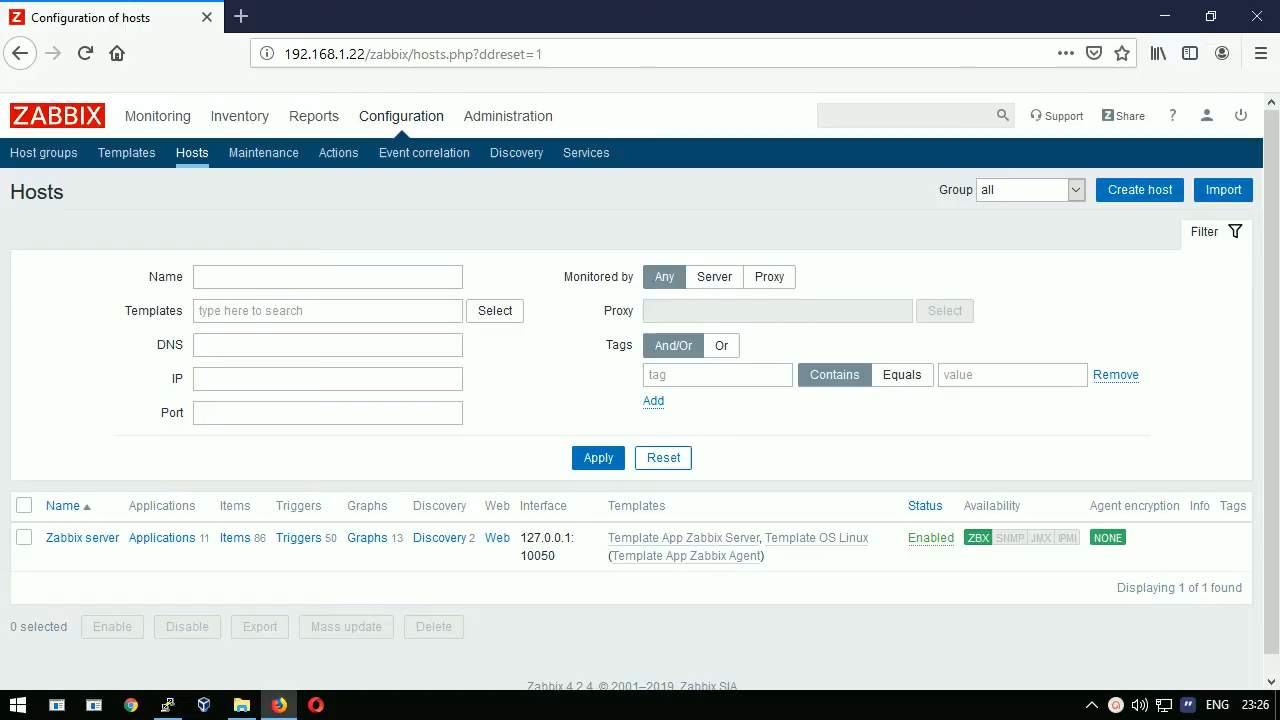 Configuration of hosts
192.168.1.22/zabbix/hosts.php?ddreset=1
ZABBIX Monitoring Inventory Reports Configuration Administration Support Z Share ?
Host groups Templates Hosts Maintenance Actions Event correlation Discovery Services
Hosts Group all Create host Import
Filter
Name Monitored by Any Server Proxy
Templates type here to search Select Proxy Select
DNS Tags And/Or Or
IP tag Contains Equals value Remove
Add
Port
Apply Reset
Name Applications Items Triggers Graphs Discovery Web Interface Templates Status Availability Agent encryption Info Tags
Zabbix server Applications 11 Items 86 Triggers 50 Graphs 13 Discovery 2 Web 127.0.0.1: Template App Zabbix Server, Template OS Linux Enabled ZBX SNMP JMX IPMI NONE
10050 (Template App Zabbix Agent)
Displaying 1 of 1 found
0 selected Enable Disable Export Mass update Delete
Zabbix 4.2.4. © 2001–2019, Zabbix SIA
ENG 23:26